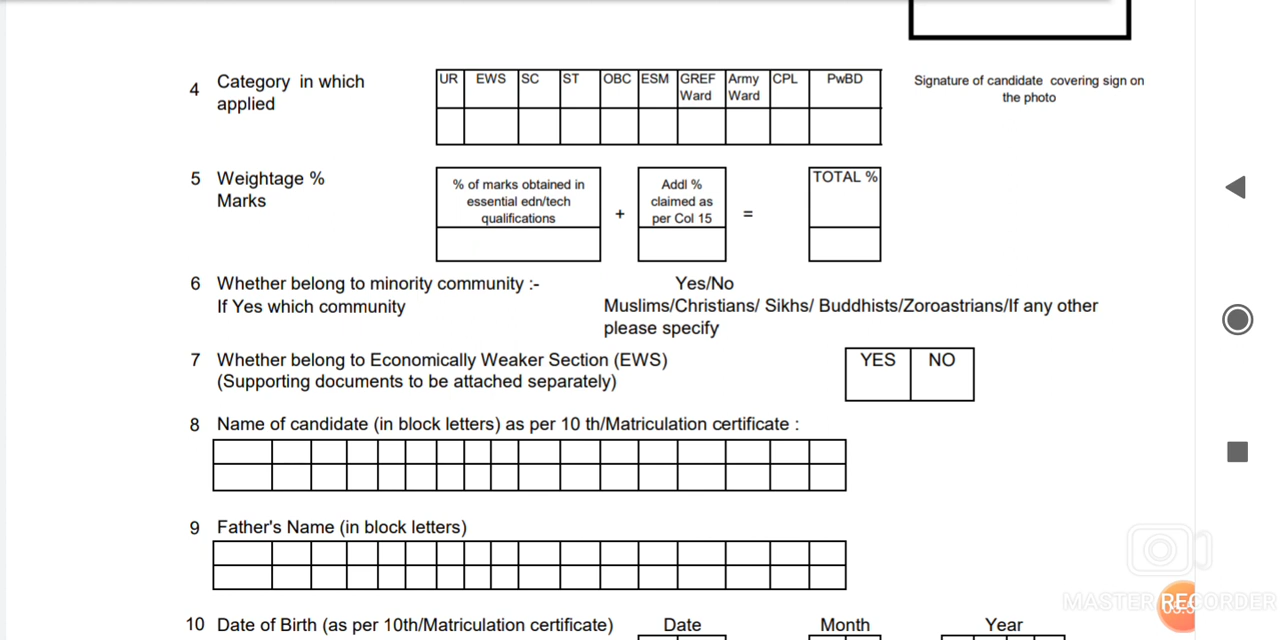 4 Category in which applied
UR EWS SC ST OBC ESM GREF Ward Army Ward CPL PwBD
Signature of candidate covering sign on
the photo
5 Weightage %
Marks
% of marks obtained in
essential edn/tech
qualifications
+
Addl %
claimed as
per Col 15
=
TOTAL %
6 Whether belong to minority community :- Yes/No
If Yes which community Muslims/Christians/ Sikhs/ Buddhists/Zoroastrians/If any other
please specify
7 Whether belong to Economically Weaker Section (EWS) YES NO
(Supporting documents to be attached separately)
8 Name of candidate (in block letters) as per 10 th/Matriculation certificate :
9 Father's Name (in block letters)
10 Date of Birth (as per 10th/Matriculation certificate) Date Month Year
MASTER RECORDER